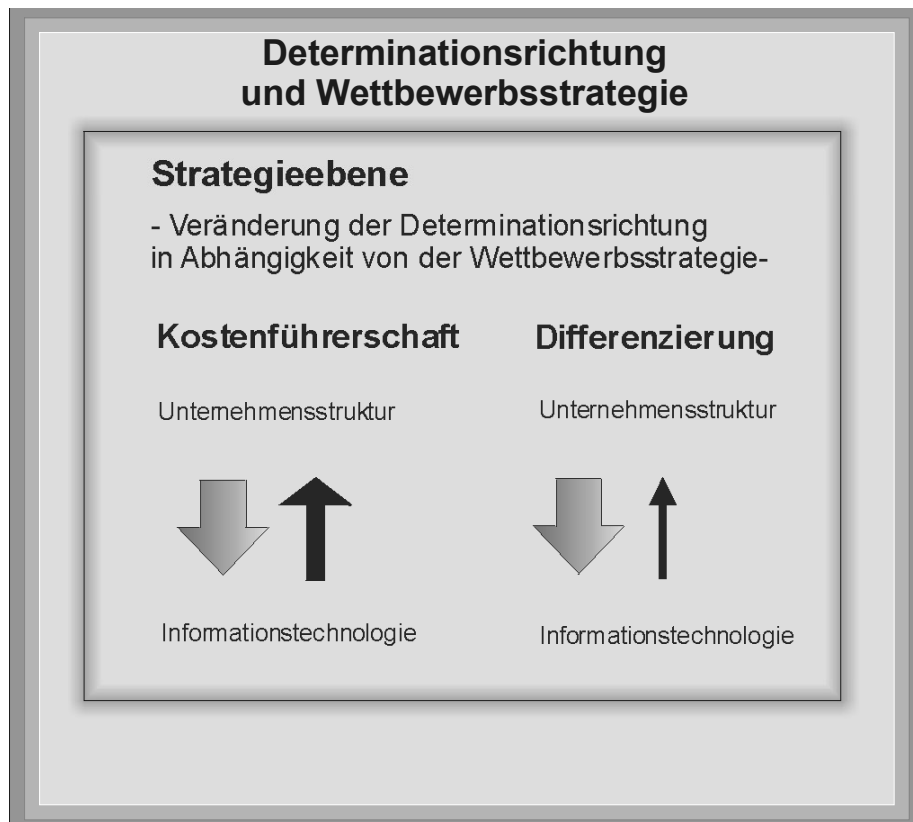 Determinationsrichtung
und Wettbewerbsstrategie
Strategieebene
- Veränderung der Determinationsrichtung
in Abhängigkeit von der Wettbewerbsstrategie-
Kostenführerschaft
Differenzierung
Unternehmensstruktur
Unternehmensstruktur
Informationstechnologie
Informationstechnologie